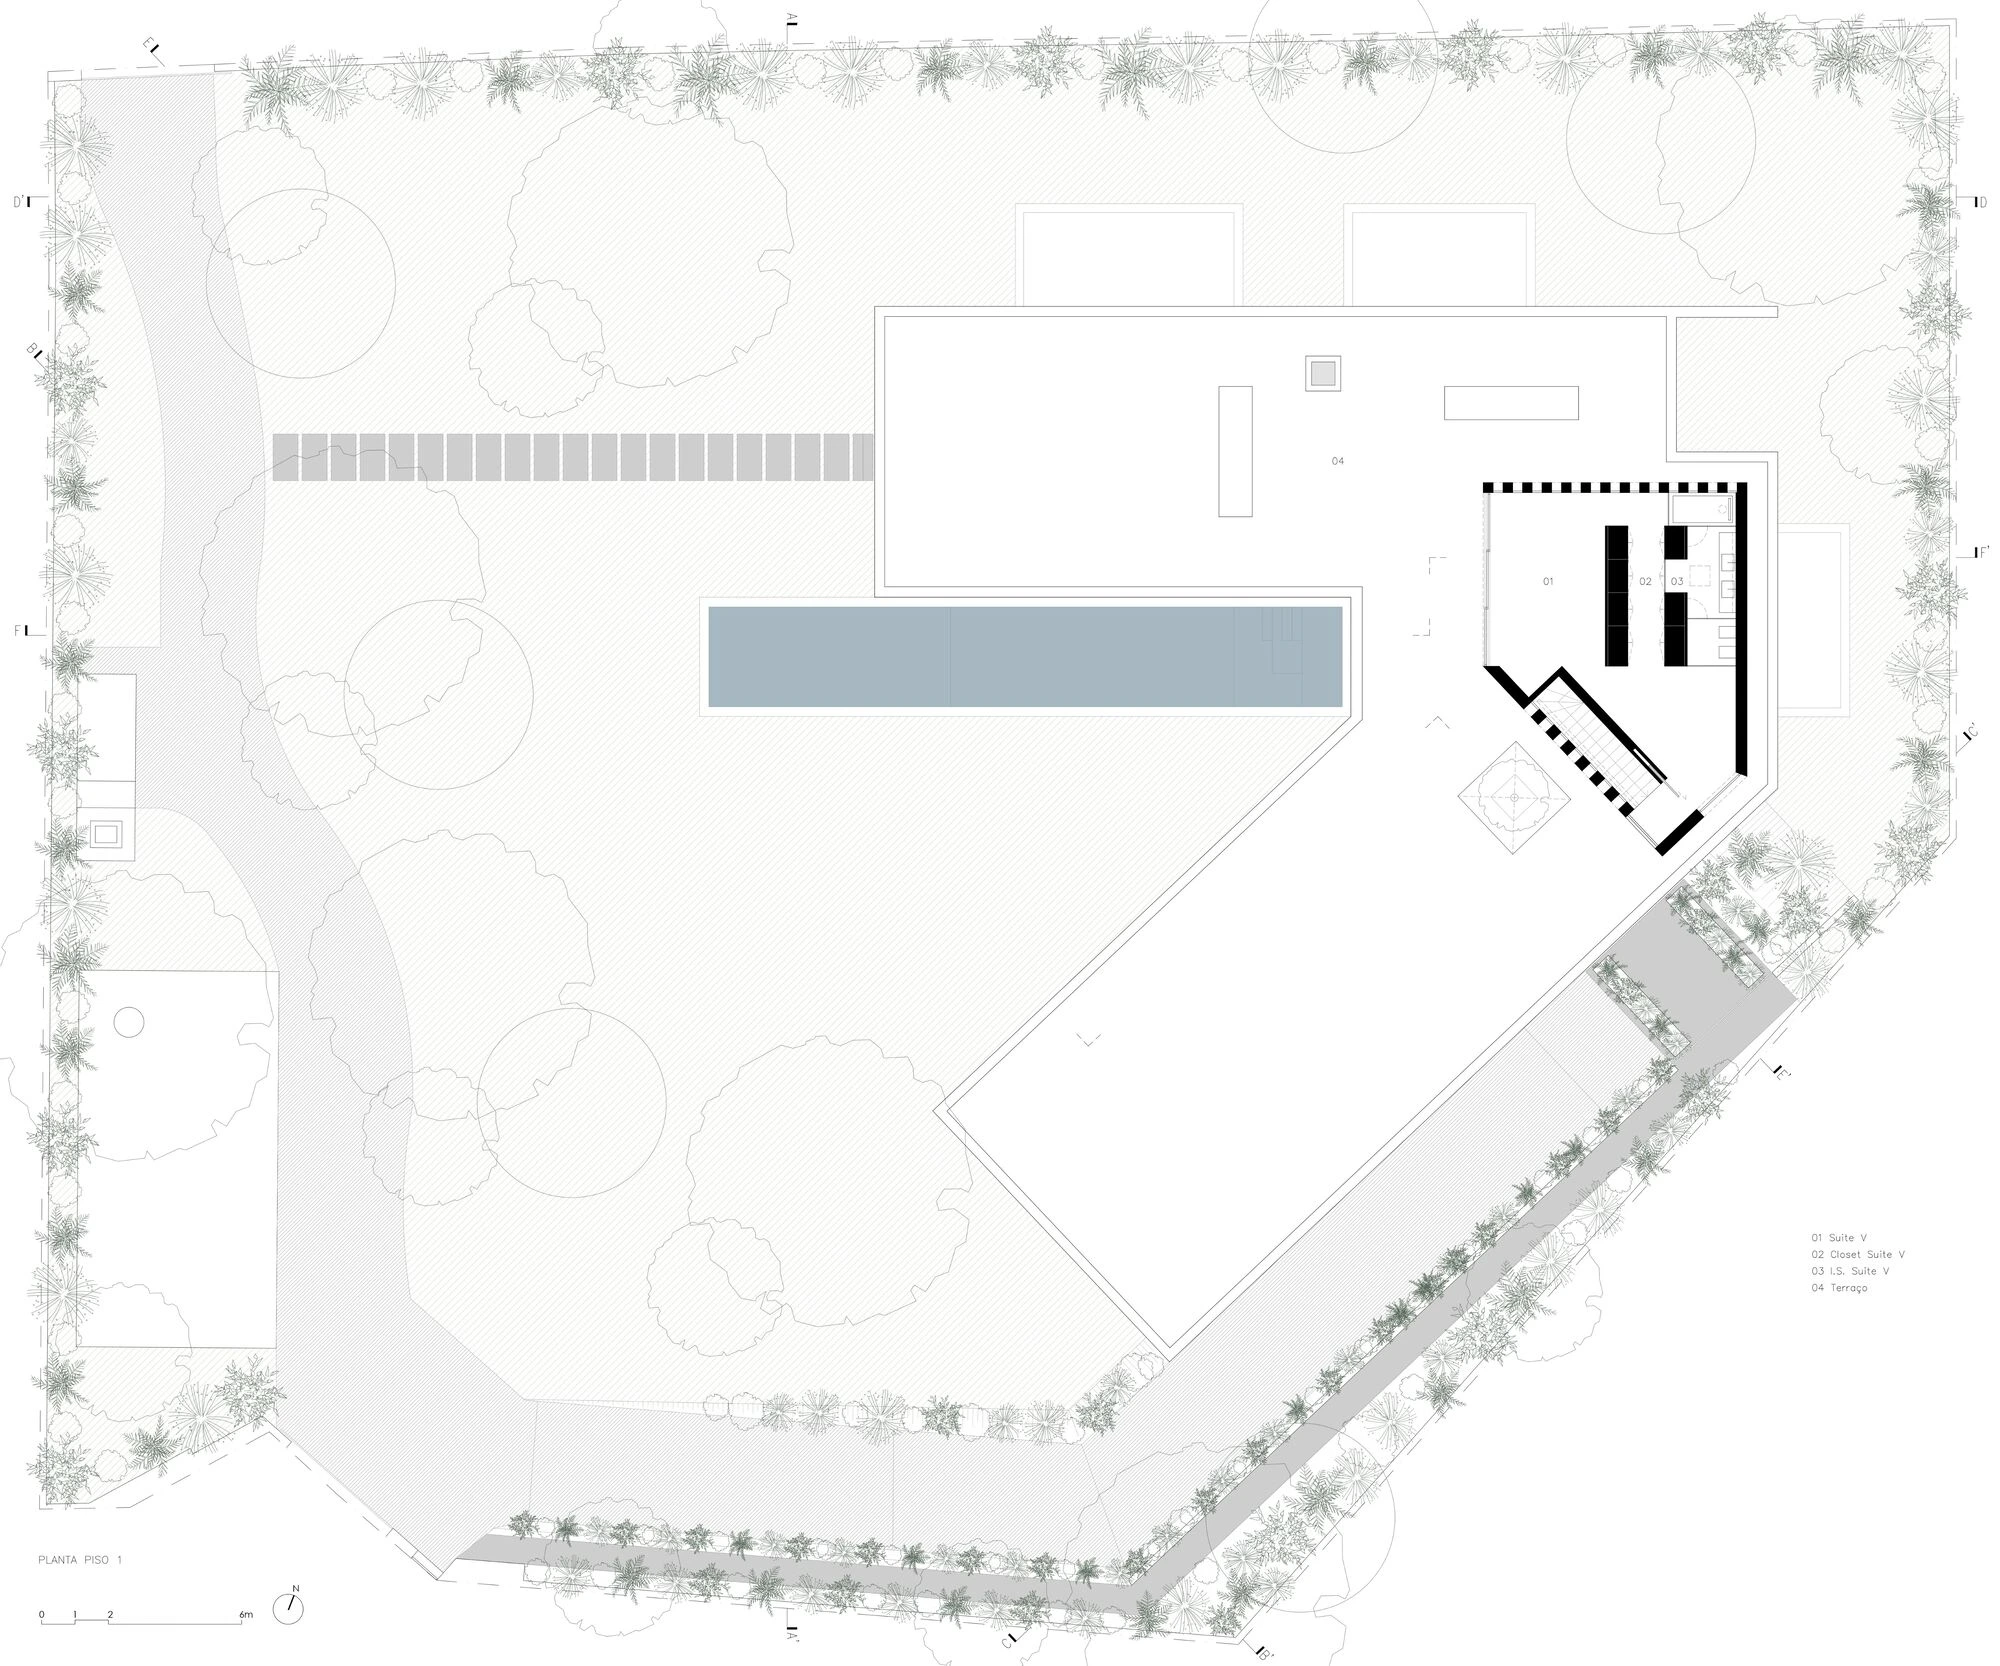 A
E
D'
D
B
04
F'
01
02
03
F
C'
E'
01 Suite V
02 Closet Suite V
03 I.S. Suite V
04 Terraço
PLANTA PISO 1
N
0 1 2 6m
A'
C
B'